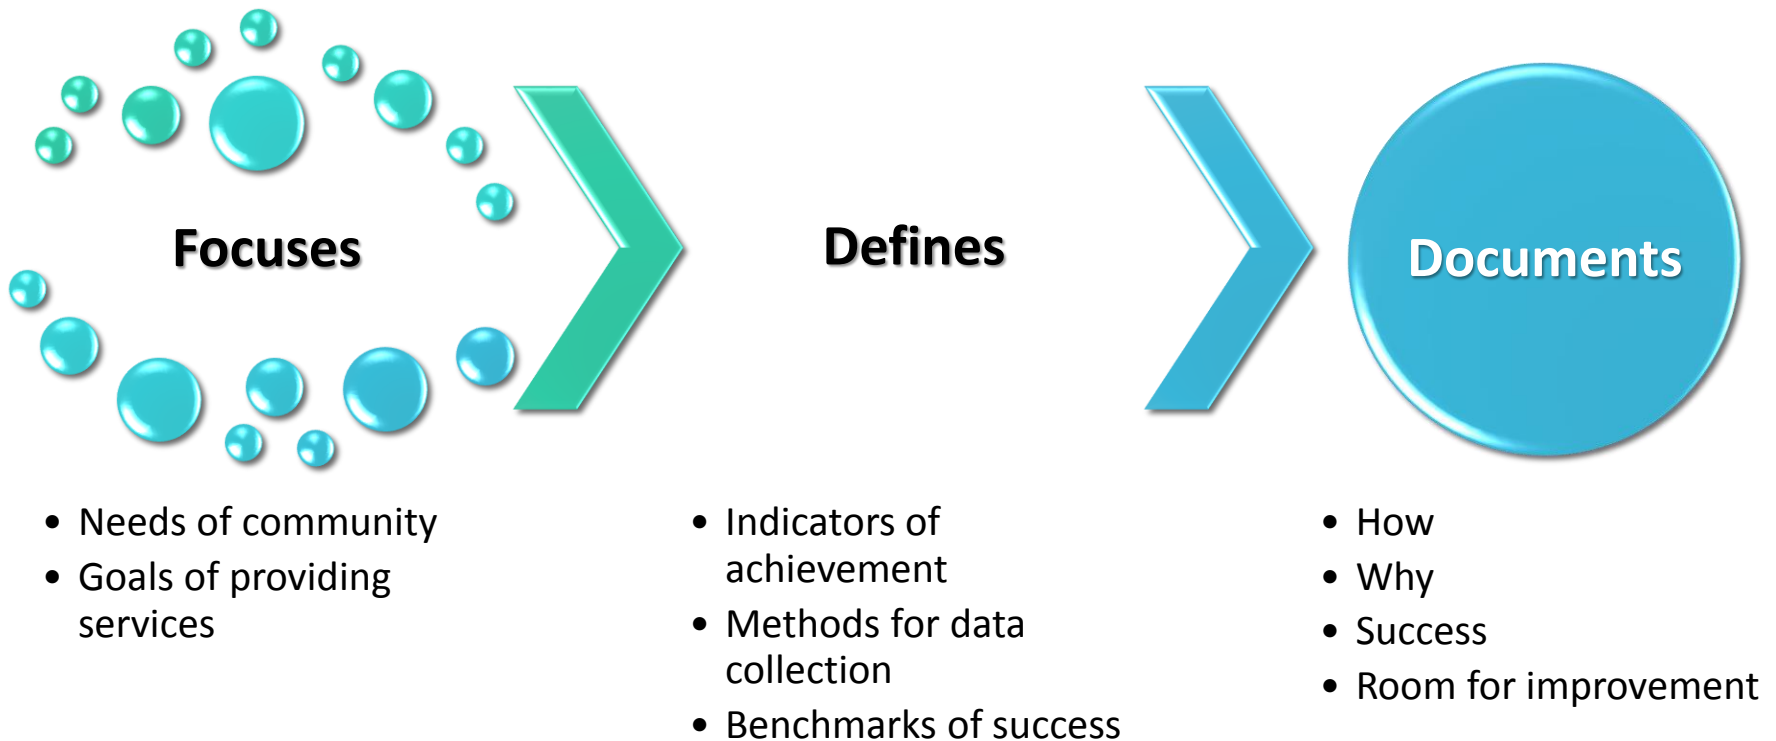 Focuses
Defines
Documents
• Needs of community
• Goals of providing
services
• Indicators of
achievement
• Methods for data
collection
• Benchmarks of success
• How
• Why
• Success
• Room for improvement